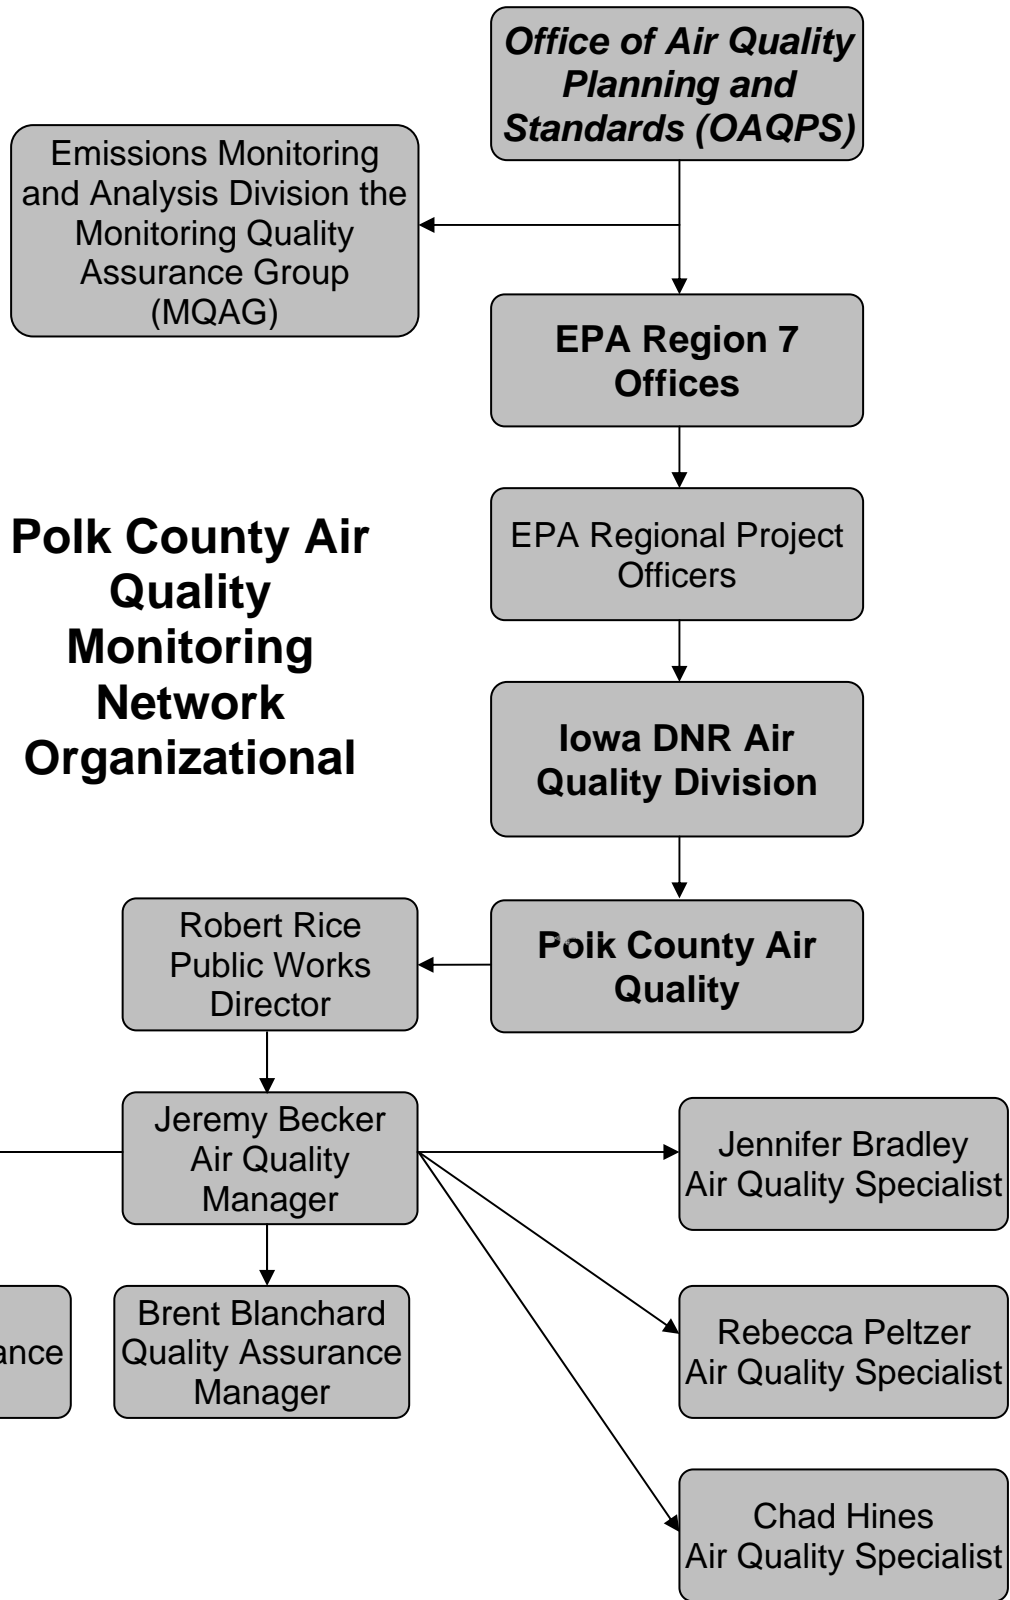 Office of Air Quality
Planning and
Standards (OAQPS)
Emissions Monitoring
and Analysis Division the
Monitoring Quality
Assurance Group
(MQAG)
EPA Region 7
Offices
EPA Regional Project
Officers
Polk County Air
Quality
Monitoring
Network
Organizational
Iowa DNR Air
Quality Division
Robert Rice
Public Works
Director
Polk County Air
Quality
Jeremy Becker
Air Quality
Manager
Jennifer Bradley
Air Quality Specialist
Brent Blanchard
Quality Assurance
Manager
Rebecca Peltzer
Air Quality Specialist
Chad Hines
Air Quality Specialist